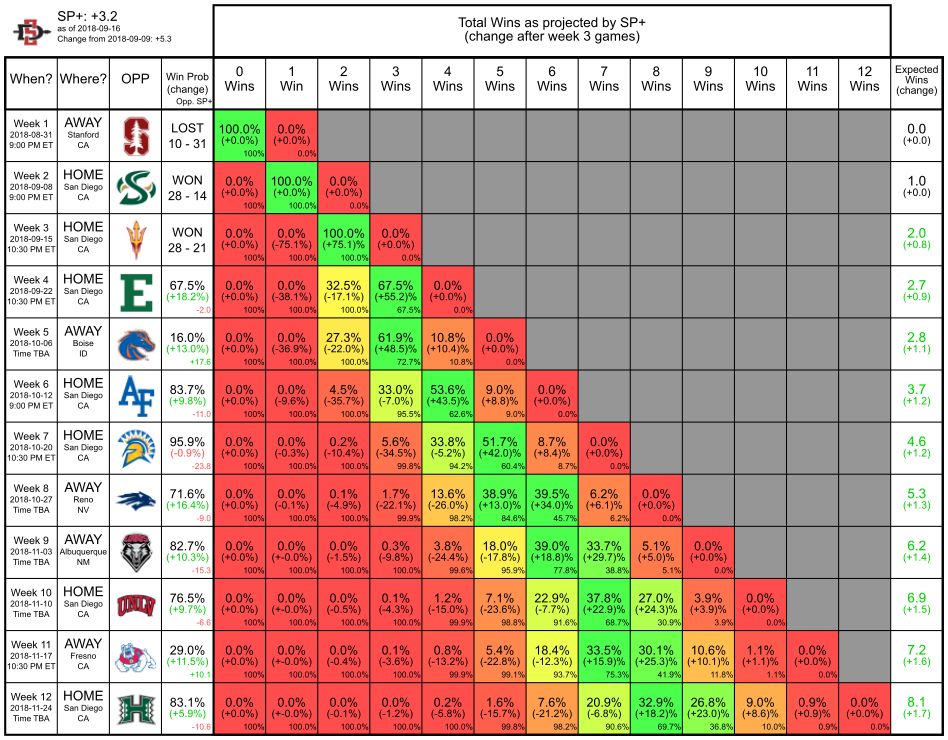 SP+: +3.2
as of 2018-09-16
Change from 2018-09-09: +5.3
Total Wins as projected by SP+
(change after week 3 games)
When? Where? OPP Win Prob (change) Opp. SP+ 0 Wins 1 Win 2 Wins 3 Wins 4 Wins 5 Wins 6 Wins 7 Wins 8 Wins 9 Wins 10 Wins 11 Wins 12 Wins Expected Wins (change)
Week 1 AWAY LOST 100.0% 0.0% 0.0
2018-08-31 Stanford 10 - 31 (+0.0%) (+0.0%) (+0.0)
9:00 PM ET CA 100% 0.0%
Week 2 HOME WON 0.0% 100.0% 0.0% 1.0
2018-09-08 San Diego 28 - 14 (+0.0%) (+0.0%) (+0.0%) (+0.0)
9:00 PM ET CA 100% 100.0% 0.0%
Week 3 HOME WON 0.0% 0.0% 100.0% 0.0% 2.0
2018-09-15 San Diego 28 - 21 (+0.0%) (-75.1%) (+75.1)% (+0.0%) (+0.8)
10:30 PM ET CA 100% 100.0% 100.0% 0.0%
Week 4 HOME E 67.5% 0.0% 0.0% 32.5% 67.5% 0.0% 2.7
2018-09-22 San Diego (+18.2%) (+0.0%) (-38.1%) (-17.1%) (+55.2)% (+0.0%) (+0.9)
10:30 PM ET CA -2.0 100% 100.0% 100.0% 67.5% 0.0%
Week 5 AWAY 16.0% 0.0% 0.0% 27.3% 61.9% 10.8% 0.0% 2.8
2018-10-06 Boise (+13.0%) (+0.0%) (-36.9%) (-22.0%) (+48.5)% (+10.4)% (+0.0%) (+1.1)
Time TBA ID +17.6 100% 100.0% 100.0% 72.7% 10.8% 0.0%
Week 6 HOME AF 83.7% 0.0% 0.0% 4.5% 33.0% 53.6% 9.0% 0.0% 3.7
2018-10-12 San Diego (+9.8%) (+0.0%) (-9.6%) (-35.7%) (-7.0%) (+43.5)% (+8.8)% (+0.0%) (+1.2)
9:00 PM ET CA -11.0 100% 100.0% 100.0% 95.5% 62.6% 9.0% 0.0%
Week 7 HOME 95.9% 0.0% 0.0% 0.2% 5.6% 33.8% 51.7% 8.7% 0.0% 4.6
2018-10-20 San Diego (-0.9%) (+0.0%) (-0.3%) (-10.4%) (-34.5%) (-5.2%) (+42.0)% (+8.4)% (+0.0%) (+1.2)
10:30 PM ET CA -23.8 100% 100.0% 100.0% 99.8% 94.2% 60.4% 8.7% 0.0%
Week 8 AWAY 71.6% 0.0% 0.0% 0.1% 1.7% 13.6% 38.9% 39.5% 6.2% 0.0% 5.3
2018-10-27 Reno (+16.4%) (+0.0%) (-0.1%) (-4.9%) (-22.1%) (-26.0%) (+13.0)% (+34.0)% (+6.1)% (+0.0%) (+1.3)
Time TBA NV -9.0 100% 100.0% 100.0% 99.9% 98.2% 84.6% 45.7% 6.2% 0.0%
Week 9 AWAY 82.7% 0.0% 0.0% 0.0% 0.3% 3.8% 18.0% 39.0% 33.7% 5.1% 0.0% 6.2
2018-11-03 Albuquerque (+10.3%) (+0.0%) (+-0.0%) (-1.5%) (-9.8%) (-24.4%) (-17.8%) (+18.8)% (+29.7)% (+5.0)% (+0.0%) (+1.4)
Time TBA NM -15.3 100% 100.0% 100.0% 100.0% 99.6% 95.9% 77.8% 38.8% 5.1% 0.0%
Week 10 HOME UNLV 76.5% 0.0% 0.0% 0.0% 0.1% 1.2% 7.1% 22.9% 37.8% 27.0% 3.9% 0.0% 6.9
2018-11-10 San Diego (+9.7%) (+0.0%) (+-0.0%) (-0.5%) (-4.3%) (-15.0%) (-23.6%) (-7.7%) (+22.9)% (+24.3)% (+3.9)% (+0.0%) (+1.5)
Time TBA CA -6.6 100% 100.0% 100.0% 100.0% 99.9% 98.8% 91.6% 68.7% 30.9% 3.9% 0.0%
Week 11 AWAY 29.0% 0.0% 0.0% 0.0% 0.1% 0.8% 5.4% 18.4% 33.5% 30.1% 10.6% 1.1% 0.0% 7.2
2018-11-17 Fresno (+11.5%) (+0.0%) (+-0.0%) (-0.4%) (-3.6%) (-13.2%) (-22.8%) (-12.3%) (+15.9)% (+25.3)% (+10.1)% (+1.1)% (+0.0%) (+1.6)
10:30 PM ET CA +10.1 100% 100.0% 100.0% 100.0% 99.9% 99.1% 93.7% 75.3% 41.9% 11.8% 1.1% 0.0%
Week 12 HOME H 83.1% 0.0% 0.0% 0.0% 0.0% 0.2% 1.6% 7.6% 20.9% 32.9% 26.8% 9.0% 0.9% 0.0% 8.1
2018-11-24 San Diego (+5.9%) (+0.0%) (+-0.0%) (-0.1%) (-1.2%) (-5.8%) (-15.7%) (-21.2%) (-6.8%) (+18.2)% (+23.0)% (+8.6)% (+0.9)% (+0.0%) (+1.7)
Time TBA CA -10.6 100% 100.0% 100.0% 100.0% 100.0% 99.8% 98.2% 90.6% 69.7% 36.8% 10.0% 0.9% 0.0%